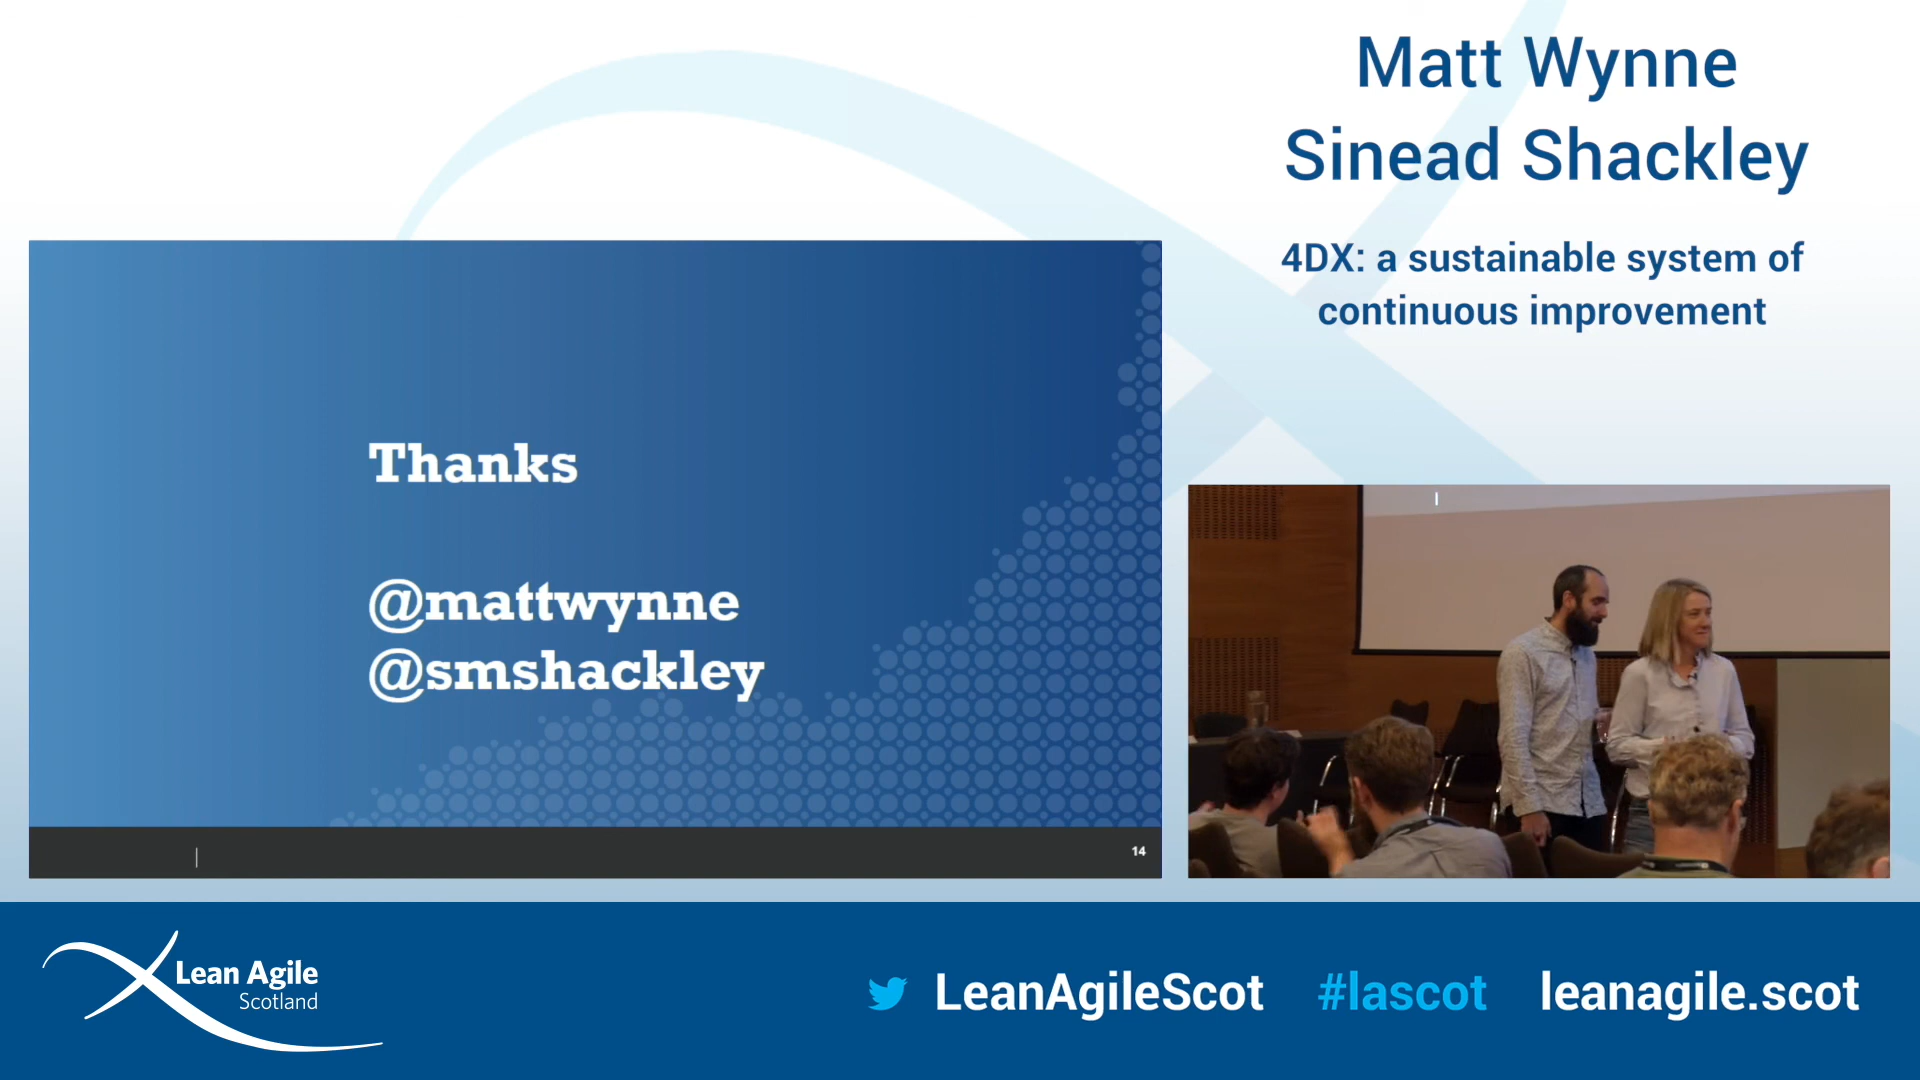 Matt Wynne
Sinead Shackley
4DX: a sustainable system of
continuous improvement
Thanks
@mattwynne
@smshackley
14
Lean Agile
Scotland
LeanAgileScot #lascot leanagile.scot